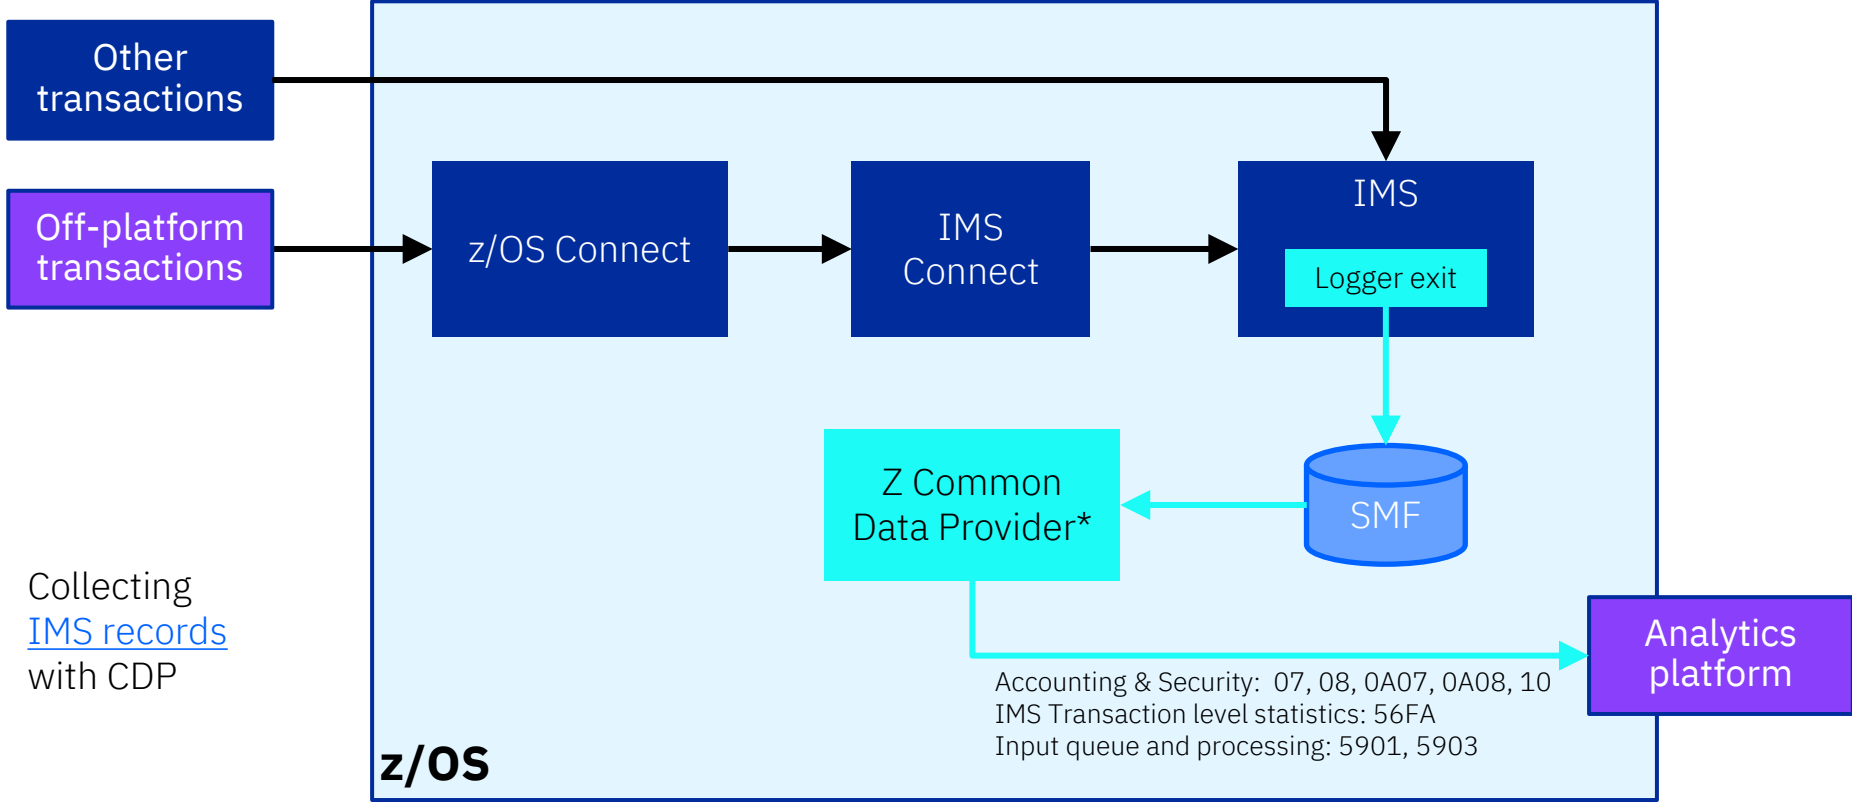 Other
transactions
Off-platform
transactions
z/OS Connect
IMS
Connect
IMS
Logger exit
Z Common
Data Provider*
SMF
Collecting
IMS records
with CDP
Analytics
platform
Accounting & Security:  07, 08, 0A07, 0A08, 10
IMS Transaction level statistics: 56FA
Input queue and processing: 5901, 5903
z/OS